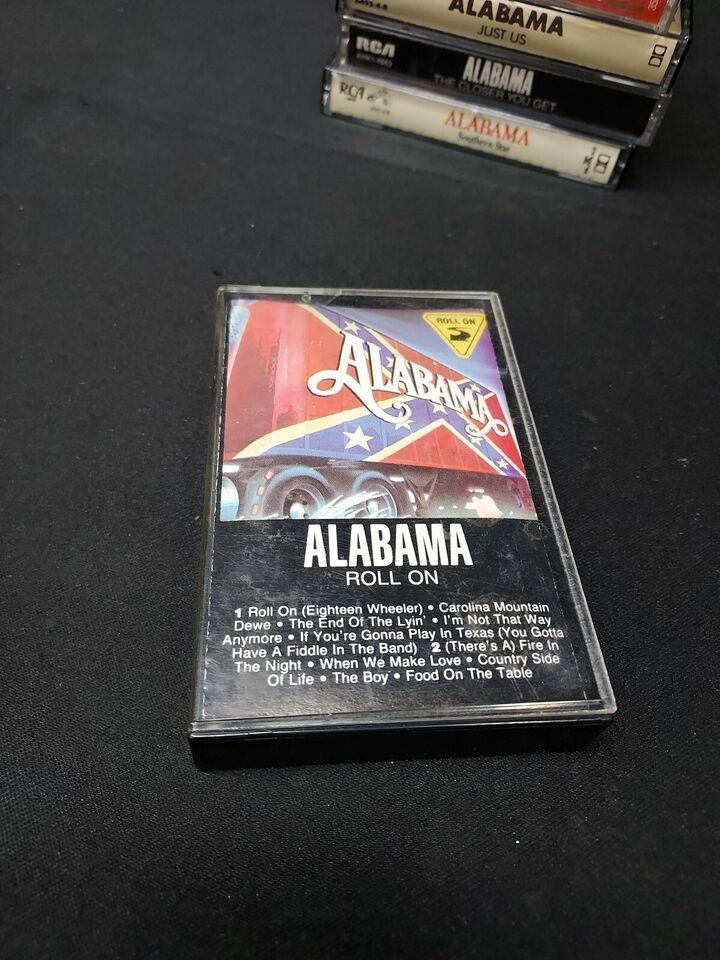 ALABAMA
JUST US
RCA
ALABAMA
THE CLOSER YOU GET
RCA
ALABAMA
Southern Star
ROLL ON
ALABAMA
ALABAMA
ROLL ON
1 Roll On (Eighteen Wheeler) • Carolina Mountain
Dewe • The End Of The Lyin' • I'm Not That Way
Anymore • If You're Gonna Play In Texas (You Gotta
Have A Fiddle In The Band) 2 (There's A) Fire In
The Night • When We Make Love • Country Side
Of Life • The Boy • Food On The Table